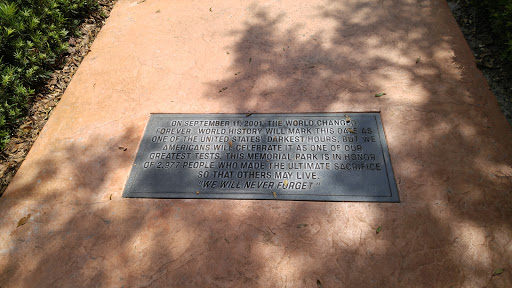 ON SEPTEMBER 11, 2001, THE WORLD CHANGED
FOREVER. WORLD HISTORY WILL MARK THIS DATE AS
ONE OF THE UNITED STATES' DARKEST HOURS, BUT WE
AMERICANS WILL CELEBRATE IT AS ONE OF OUR
GREATEST TESTS. THIS MEMORIAL PARK IS IN HONOR
OF 2,977 PEOPLE WHO MADE THE ULTIMATE SACRIFICE
SO THAT OTHERS MAY LIVE.
"WE WILL NEVER FORGET"